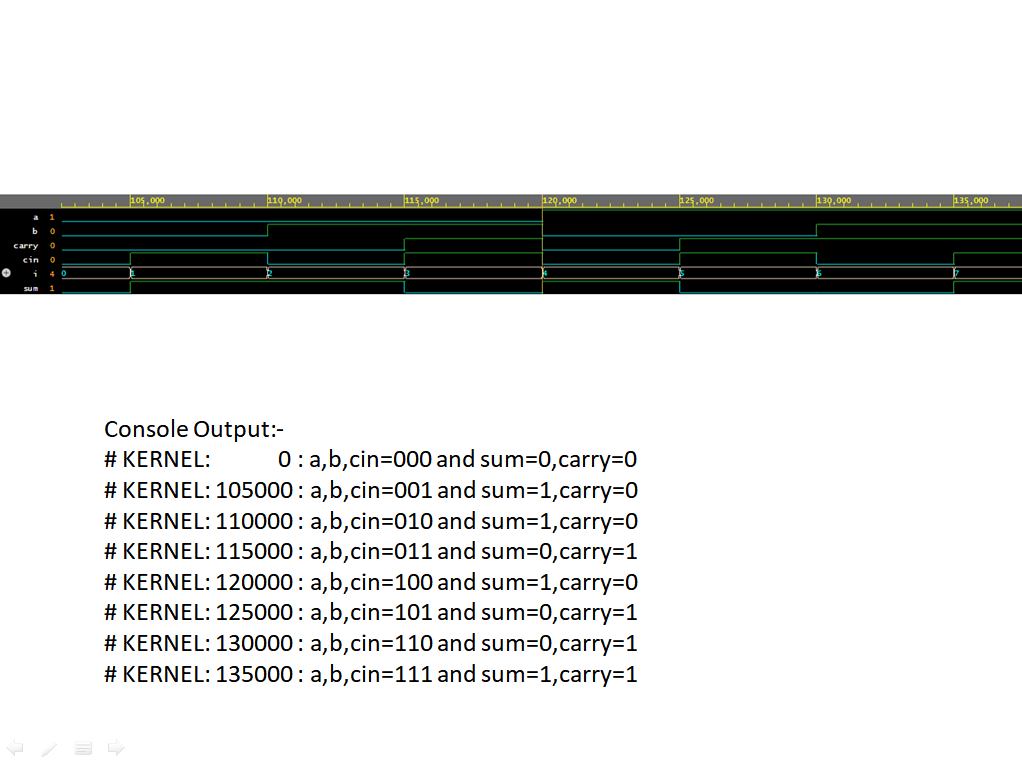 105,000 110,000 115,000 120,000 125,000 130,000 135,000
a 1
b 0
carry 0
cin 0
i 4 0 1 2 3 4 5 6 7
sum 1
Console Output:-
# KERNEL: 0 : a,b,cin=000 and sum=0,carry=0
# KERNEL: 105000 : a,b,cin=001 and sum=1,carry=0
# KERNEL: 110000 : a,b,cin=010 and sum=1,carry=0
# KERNEL: 115000 : a,b,cin=011 and sum=0,carry=1
# KERNEL: 120000 : a,b,cin=100 and sum=1,carry=0
# KERNEL: 125000 : a,b,cin=101 and sum=0,carry=1
# KERNEL: 130000 : a,b,cin=110 and sum=0,carry=1
# KERNEL: 135000 : a,b,cin=111 and sum=1,carry=1